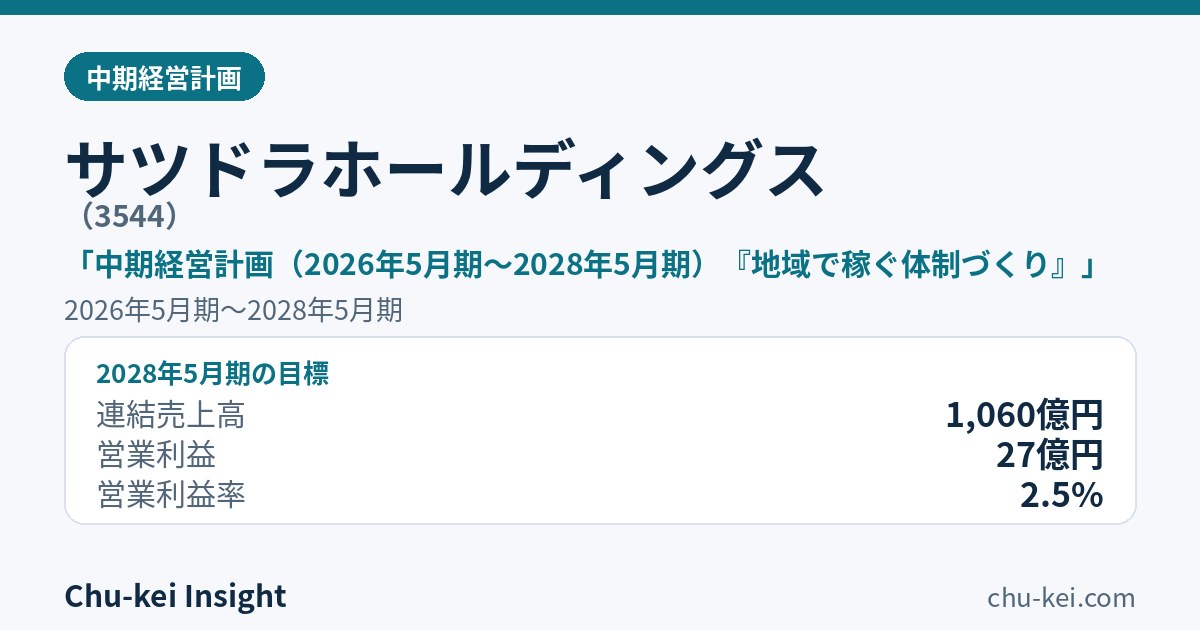 中期経営計画
サツドラホールディングス
（3544）
「中期経営計画（2026年5月期～2028年5月期）『地域で稼ぐ体制づくり』」
2026年5月期～2028年5月期
2028年5月期の目標
連結売上高 1,060億円
営業利益 27億円
営業利益率 2.5%
Chu-kei Insight chu-kei.com